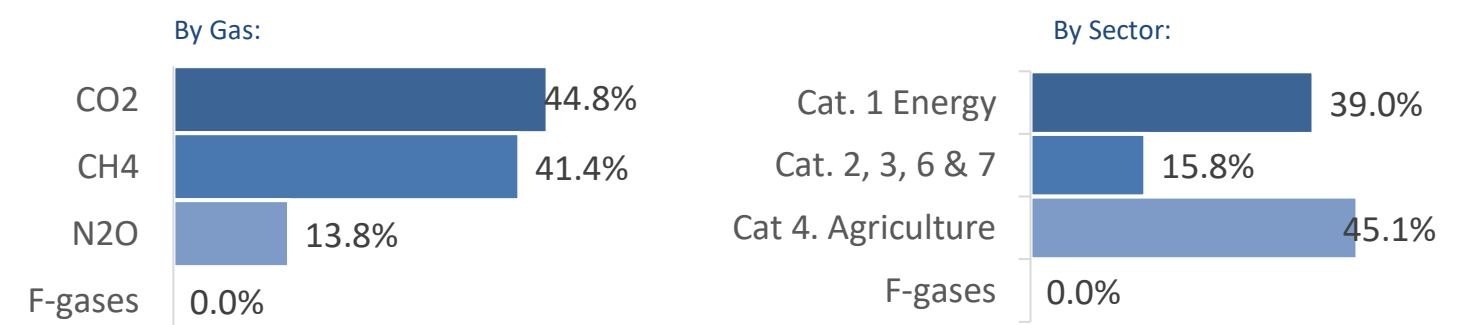 By Gas:
CO2 44.8%
CH4 41.4%
N2O 13.8%
F-gases 0.0%
By Sector:
Cat. 1 Energy 39.0%
Cat. 2, 3, 6 & 7 15.8%
Cat 4. Agriculture 45.1%
F-gases 0.0%